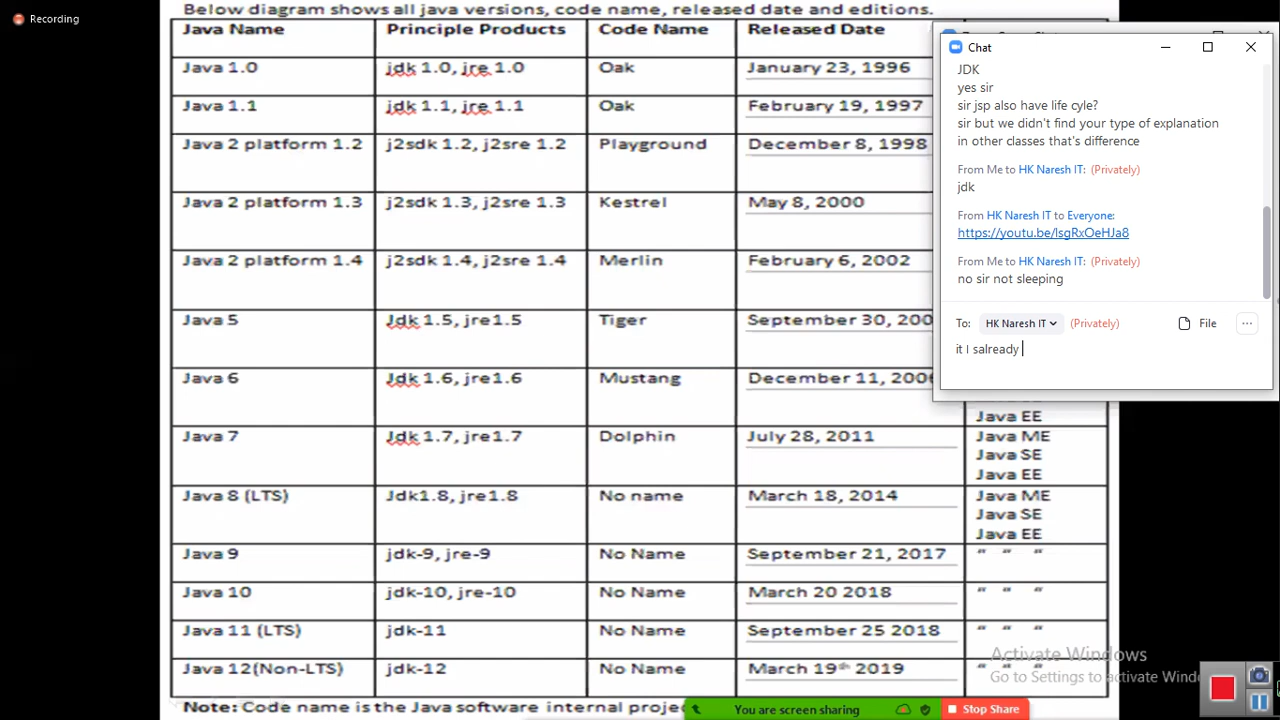 Recording
Below diagram shows all java versions, code name, released date and editions.
Java Name Principle Products Code Name Released Date
Java 1.0 jdk 1.0, jre 1.0 Oak January 23, 1996
Java 1.1 jdk 1.1, jre 1.1 Oak February 19, 1997
Java 2 platform 1.2 j2sdk 1.2, j2sre 1.2 Playground December 8, 1998
Java 2 platform 1.3 j2sdk 1.3, j2sre 1.3 Kestrel May 8, 2000
Java 2 platform 1.4 j2sdk 1.4, j2sre 1.4 Merlin February 6, 2002
Java 5 Jdk 1.5, jre1.5 Tiger September 30, 200
Java 6 Jdk 1.6, jre1.6 Mustang December 11, 2006
Java EE
Java 7 Jdk 1.7, jre1.7 Dolphin July 28, 2011 Java ME
Java SE
Java EE
Java 8 (LTS) Jdk1.8, jre1.8 No name March 18, 2014 Java ME
Java SE
Java EE
Java 9 jdk-9, jre-9 No Name September 21, 2017 “ “ “
Java 10 jdk-10, jre-10 No Name March 20 2018 “ “ “
Java 11 (LTS) jdk-11 No Name September 25 2018 “ “ “
Java 12(Non-LTS) jdk-12 No Name March 19th 2019 “ “ “
Note: Code name is the Java software internal projec
Chat
JDK
yes sir
sir jsp also have life cyle?
sir but we didn't find your type of explanation
in other classes that's difference
From Me to HK Naresh IT: (Privately)
jdk
From HK Naresh IT to Everyone:
https://youtu.be/lsgRxOeHJa8
From Me to HK Naresh IT: (Privately)
no sir not sleeping
To: HK Naresh IT (Privately) File ...
it I salready
Activate Windows
Go to Settings to activate Windo
You are screen sharing Stop Share